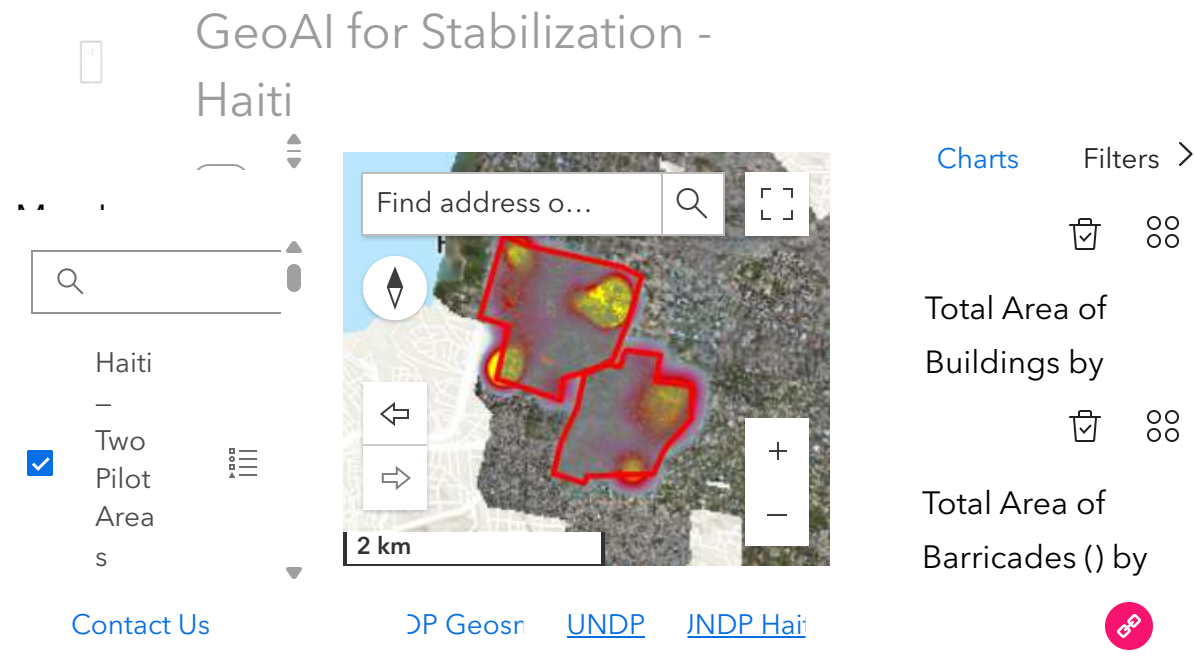 GeoAI for Stabilization -
Haiti
Find address o…
Haiti
–
Two
Pilot
Area
s
2 km
Charts
Filters
Total Area of
Buildings by
Total Area of
Barricades () by
Contact Us
UNDP